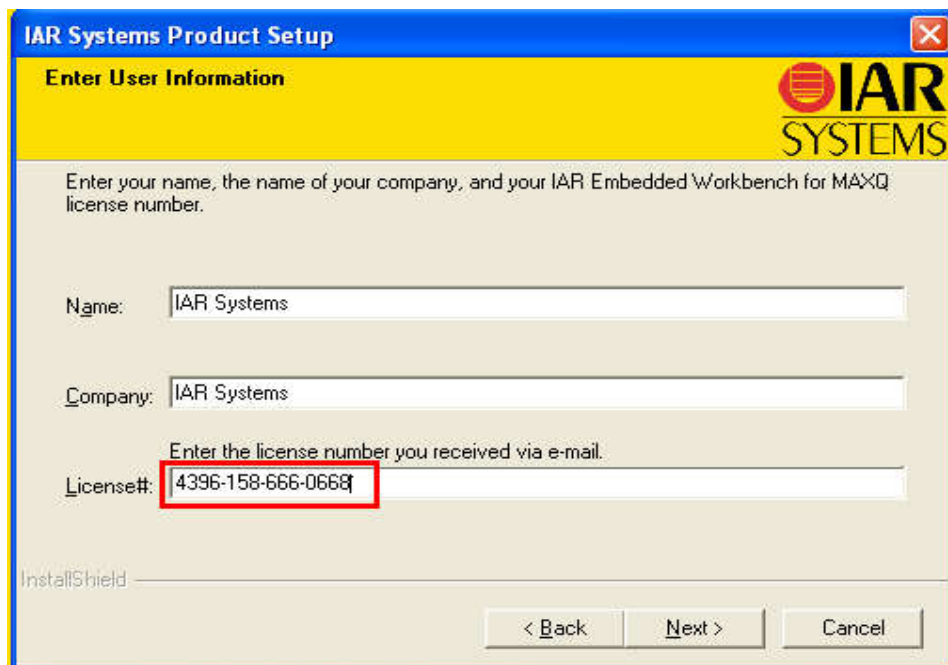 IAR Systems Product Setup
Enter User Information
IAR
SYSTEMS
Enter your name, the name of your company, and your IAR Embedded Workbench for MAXQ
license number.
Name: IAR Systems
Company: IAR Systems
Enter the license number you received via e-mail.
License#: 4396-158-666-0668
InstallShield
< Back Next > Cancel